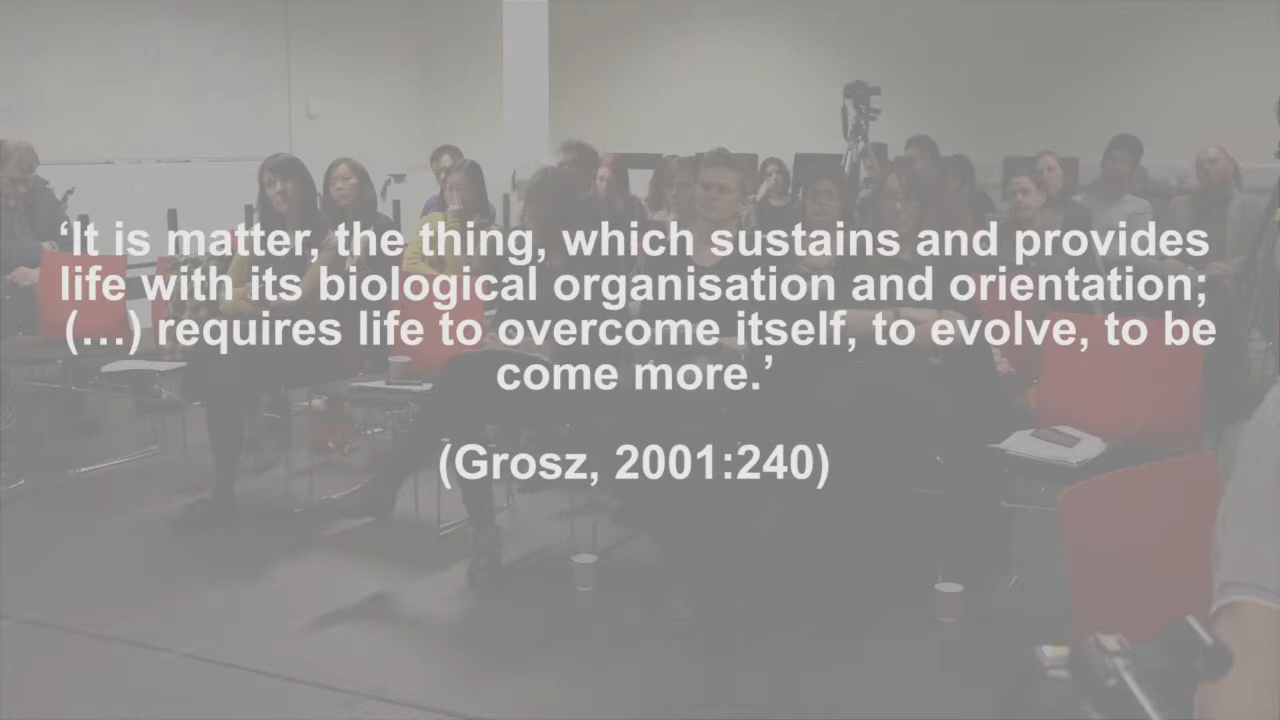 ‘It is matter, the thing, which sustains and provides
life with its biological organisation and orientation;
(…) requires life to overcome itself, to evolve, to be
come more.’
(Grosz, 2001:240)